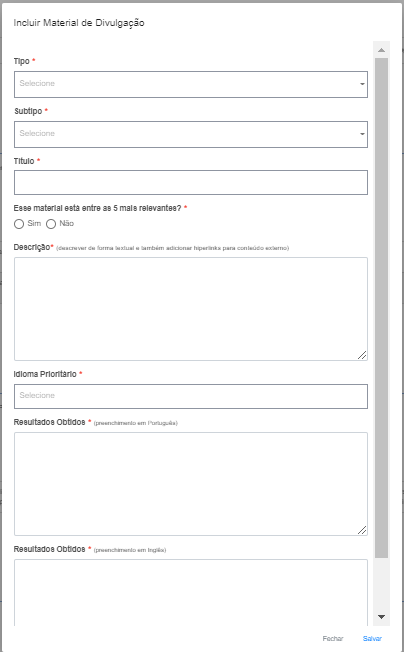 Incluir Material de Divulgação
Tipo *
Selecione
Subtipo *
Selecione
Título *
Esse material está entre as 5 mais relevantes? *
Sim Não
Descrição* (descrever de forma textual e também adicionar hiperlinks para conteúdo externo)
Idioma Prioritário *
Selecione
Resultados Obtidos * (preenchimento em Português)
Resultados Obtidos * (preenchimento em Inglês)
Fechar Salvar